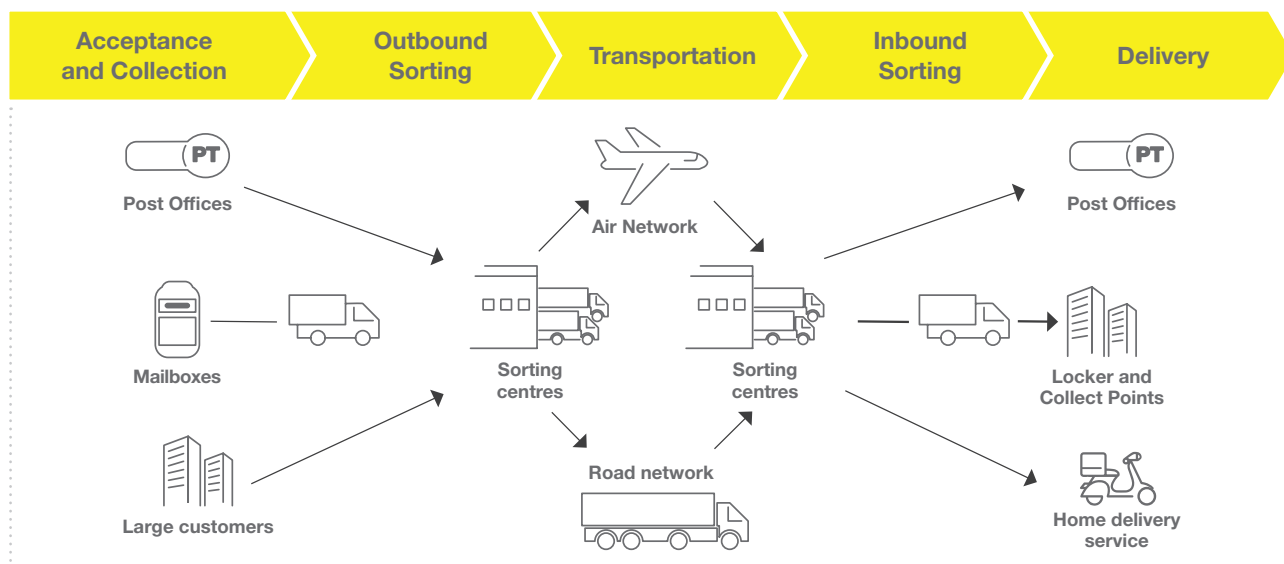 Acceptance
and Collection
Outbound
Sorting
Transportation
Inbound
Sorting
Delivery
PT
Post Offices
Air Network
PT
Post Offices
Mailboxes
Sorting
centres
Sorting
centres
Locker and
Collect Points
Large customers
Road network
Home delivery
service